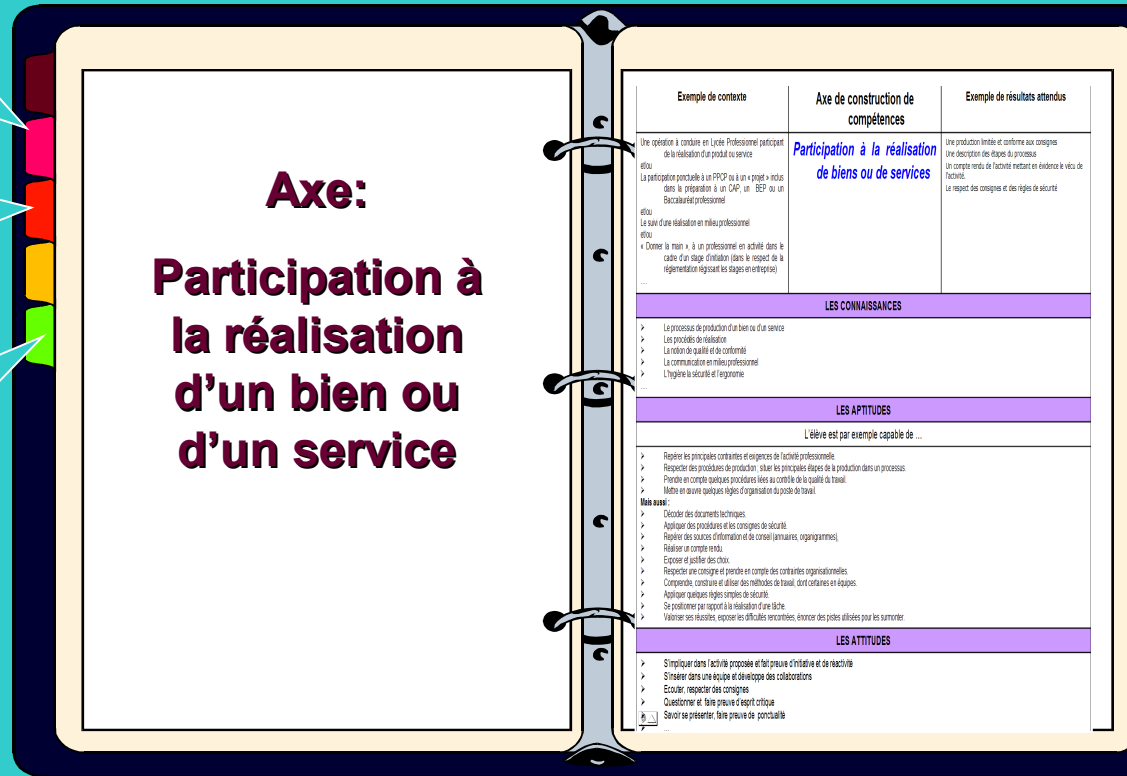 Axe:
Participation à
la réalisation
d’un bien ou
d’un service
Exemple de contexte
Axe de construction de
compétences
Exemple de résultats attendus
Une opération à conduire en Lycée Professionnel participant
de la réalisation d’un produit ou service
et/ou
La participation ponctuelle à un PPCP ou à un « projet » inclus
dans la préparation à un CAP, un BEP ou un
Baccalauréat professionnel
et/ou
Le suivi d’une réalisation en milieu professionnel
et/ou
« Donner la main », à un professionnel en activité dans le
cadre d’un stage d’initiation (dans le respect de la
réglementation régissant les stages en entreprise)
…
Participation à la réalisation
de biens ou de services
Une production limitée et conforme aux consignes
Une description des étapes du processus
Un compte rendu de l’activité mettant en évidence le vécu de
l’activité.
Le respect des consignes et des règles de sécurité
LES CONNAISSANCES
Le processus de production d’un bien ou d’un service
Les procédés de réalisation
La notion de qualité et de conformité
La communication en milieu professionnel
L’hygiène la sécurité et l’ergonomie
…
LES APTITUDES
L’élève est par exemple capable de …
Repérer les principales contraintes et exigences de l’activité professionnelle.
Respecter des procédures de production ; situer les principales étapes de la production dans un processus.
Prendre en compte quelques procédures liées au contrôle de la qualité du travail.
Mettre en œuvre quelques règles d’organisation du poste de travail.
Mais aussi :
Décoder des documents techniques.
Appliquer des procédures et les consignes de sécurité.
Repérer des sources d’information et de conseil (annuaires, organigrammes),
Réaliser un compte rendu.
Exposer et justifier des choix.
Respecter une consigne et prendre en compte des contraintes organisationnelles.
Comprendre, construire et utiliser des méthodes de travail, dont certaines en équipes.
Appliquer quelques règles simples de sécurité.
Se positionner par rapport à la réalisation d’une tâche.
Valoriser ses réussites, exposer les difficultés rencontrées, énoncer des pistes utilisées pour les surmonter.
LES ATTITUDES
S’impliquer dans l’activité proposée et fait preuve d’initiative et de réactivité
S’insérer dans une équipe et développe des collaborations
Ecouter, respecter des consignes
Questionner et faire preuve d’esprit critique
Savoir se présenter, faire preuve de ponctualité
…